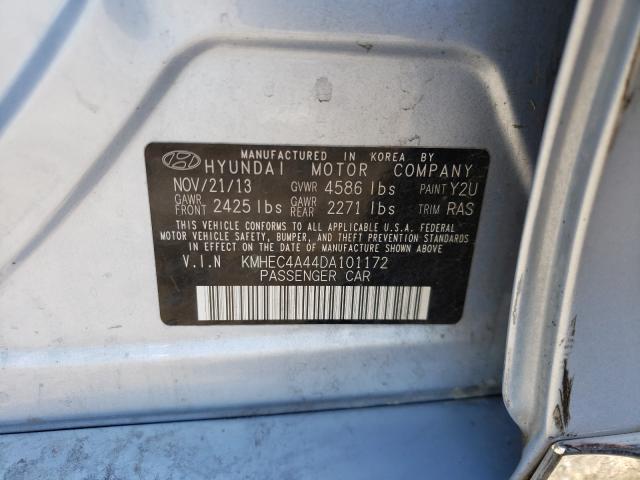 MANUFACTURED IN KOREA BY
HYUNDAI MOTOR COMPANY
NOV/21/13 GVWR 4586 lbs PAINT Y2U
GAWR FRONT 2425 lbs GAWR REAR 2271 lbs TRIM RAS
THIS VEHICLE CONFORMS TO ALL APPLICABLE U.S.A. FEDERAL
MOTOR VEHICLE SAFETY, BUMPER, AND THEFT PREVENTION STANDARDS
IN EFFECT ON THE DATE OF MANUFACTURE SHOWN ABOVE.
V.I.N KMHEC4A44DA101172
PASSENGER CAR